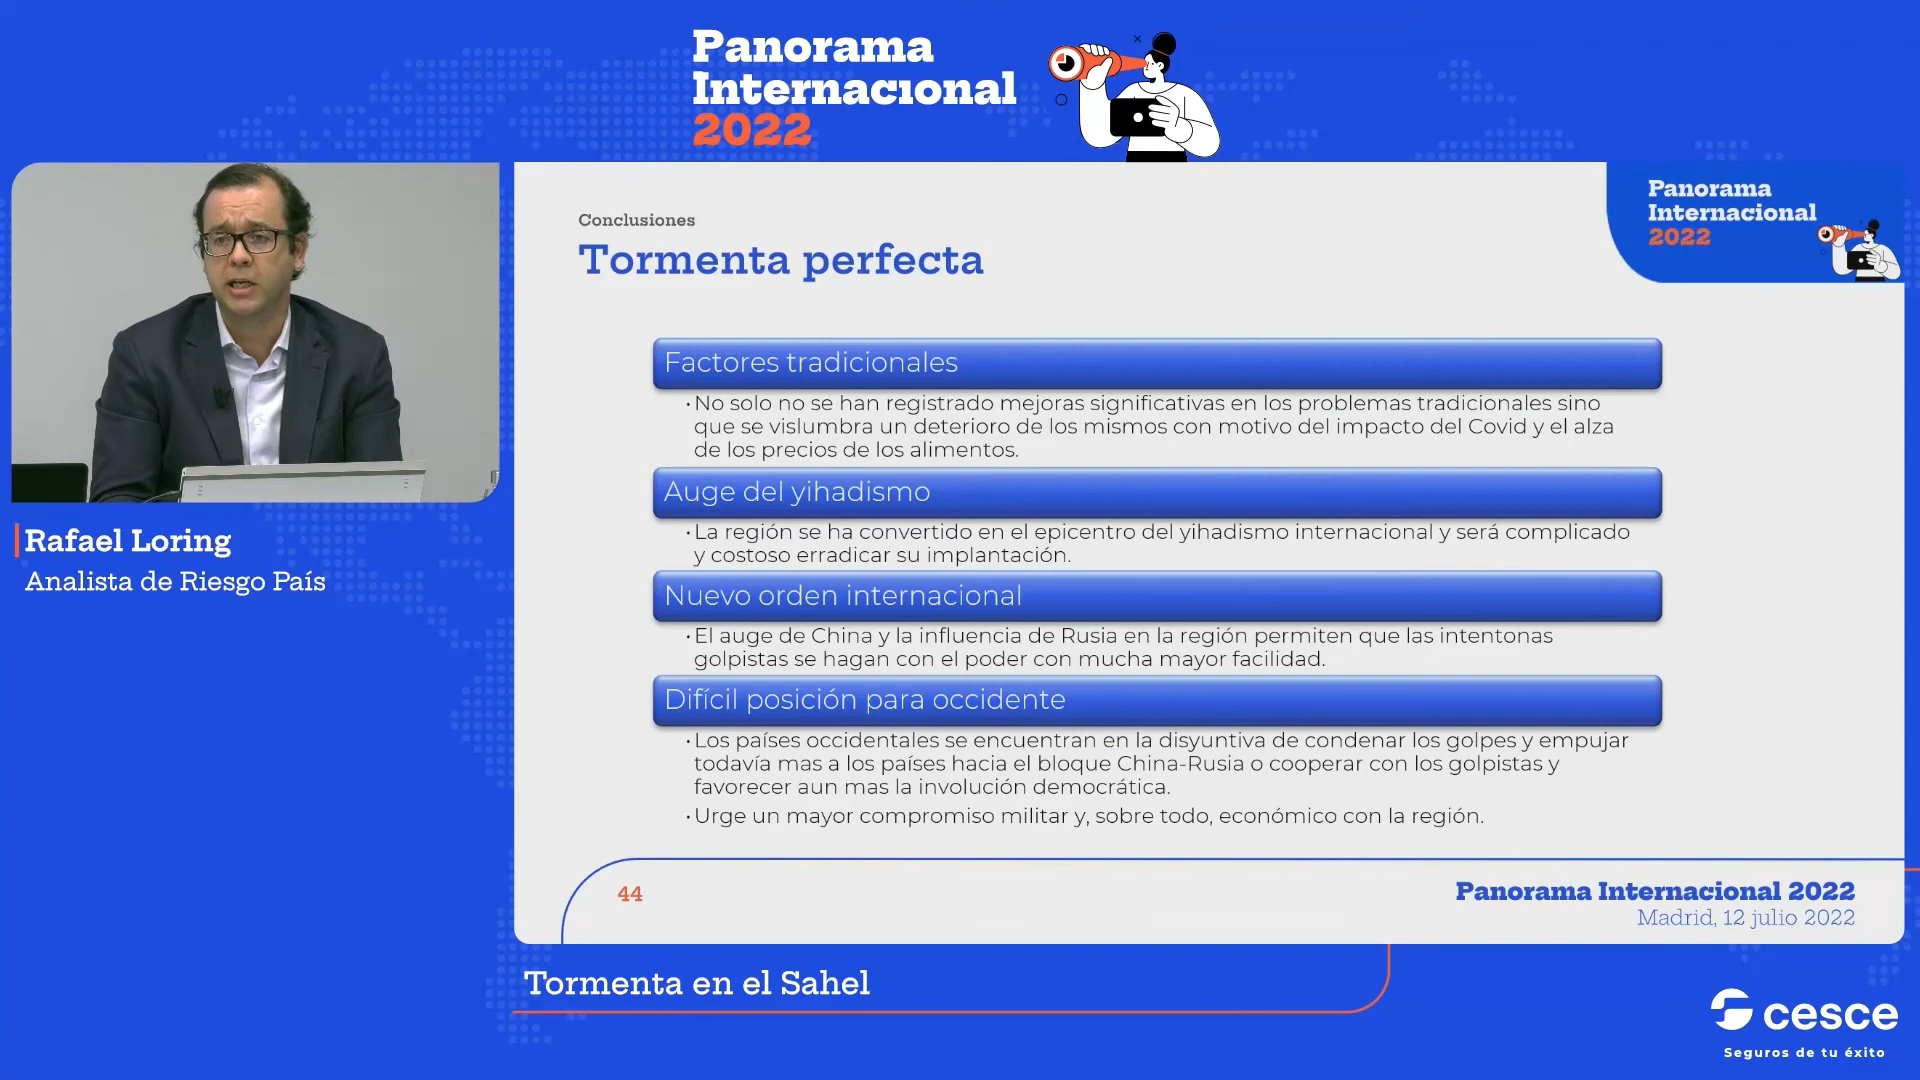 Panorama
Internacional
2022
Panorama
Internacional
2022
Conclusiones
Tormenta perfecta
Factores tradicionales
•No solo no se han registrado mejoras significativas en los problemas tradicionales sino
que se vislumbra un deterioro de los mismos con motivo del impacto del Covid y el alza
de los precios de los alimentos.
Auge del yihadismo
•La región se ha convertido en el epicentro del yihadismo internacional y será complicado
y costoso erradicar su implantación.
Nuevo orden internacional
•El auge de China y la influencia de Rusia en la región permiten que las intentonas
golpistas se hagan con el poder con mucha mayor facilidad.
Difícil posición para occidente
•Los países occidentales se encuentran en la disyuntiva de condenar los golpes y empujar
todavía mas a los países hacia el bloque China-Rusia o cooperar con los golpistas y
favorecer aun mas la involución democrática.
•Urge un mayor compromiso militar y, sobre todo, económico con la región.
44
Panorama Internacional 2022
Madrid, 12 julio 2022
Rafael Loring
Analista de Riesgo País
Tormenta en el Sahel
cesce
Seguros de tu éxito